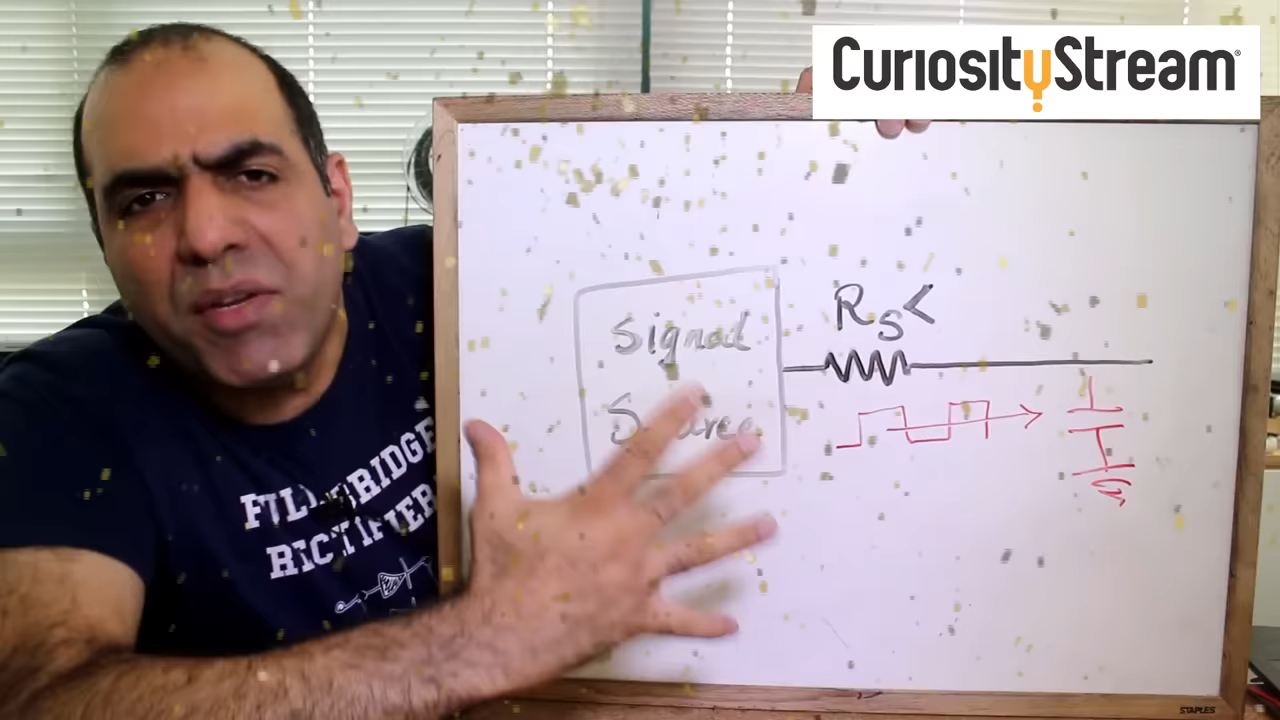 CURIOSITYSTREAM
Signal
Source
Rs<
FULL BRIDGE
RECTIFIER
STAPLES